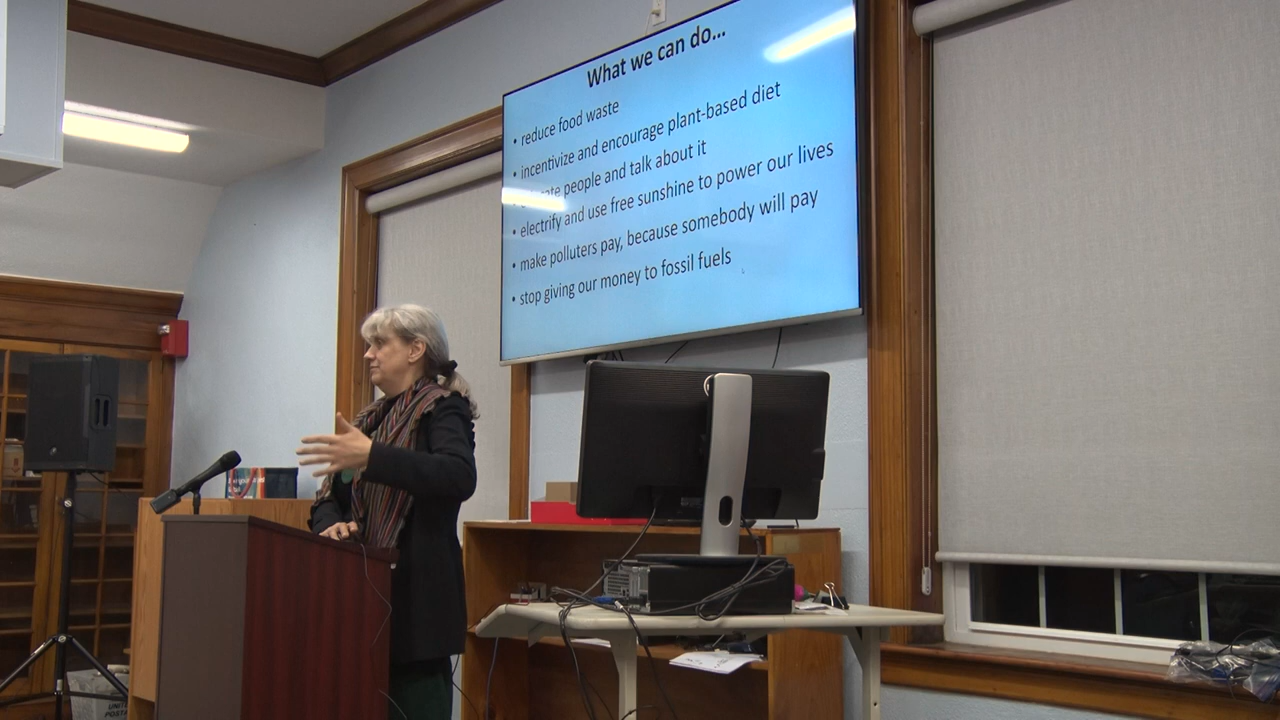 What we can do...
• reduce food waste
• incentivize and encourage plant-based diet
people and talk about it
• electrify and use free sunshine to power our lives
• make polluters pay, because somebody will pay
• stop giving our money to fossil fuels